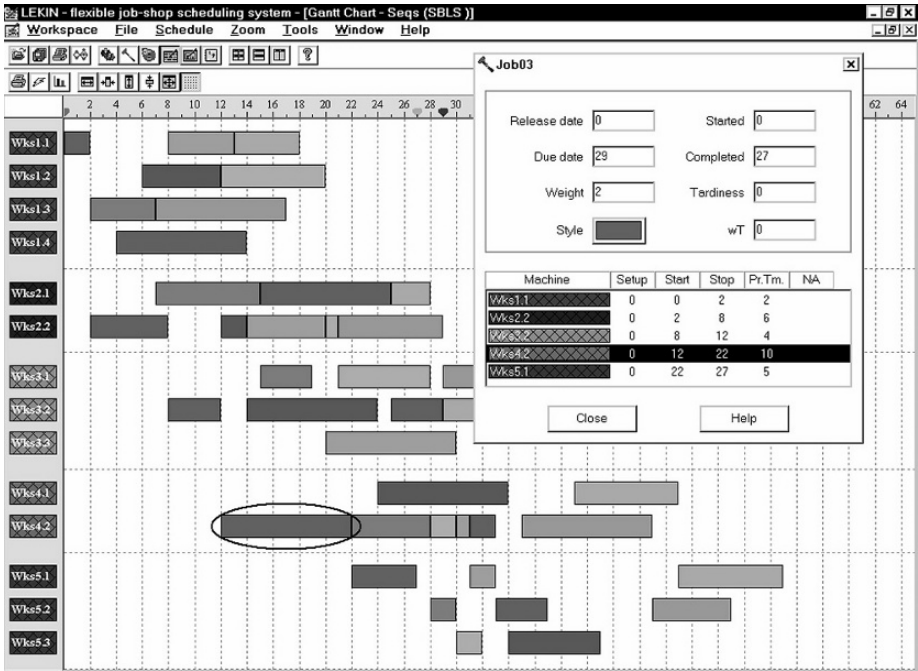 LEKIN - flexible job-shop scheduling system - [Gantt Chart - Seqs (SBLS )]
Workspace File Schedule Zoom Tools Window Help
2 4 6 8 10 12 14 16 18 20 22 24 26 28 30 62 64
Job03
Release date 0 Started 0
Due date 29 Completed 27
Weight 2 Tardiness 0
Style wT 0
Machine Setup Start Stop Pr.Tm. NA
Wks1.1 0 0 2 2
Wks2.2 0 2 8 6
Wks3.2 0 8 12 4
Wks4.2 0 12 22 10
Wks5.1 0 22 27 5
Close Help
Wks1.1
Wks1.2
Wks1.3
Wks1.4
Wks2.1
Wks2.2
Wks3.1
Wks3.2
Wks3.3
Wks4.1
Wks4.2
Wks5.1
Wks5.2
Wks5.3